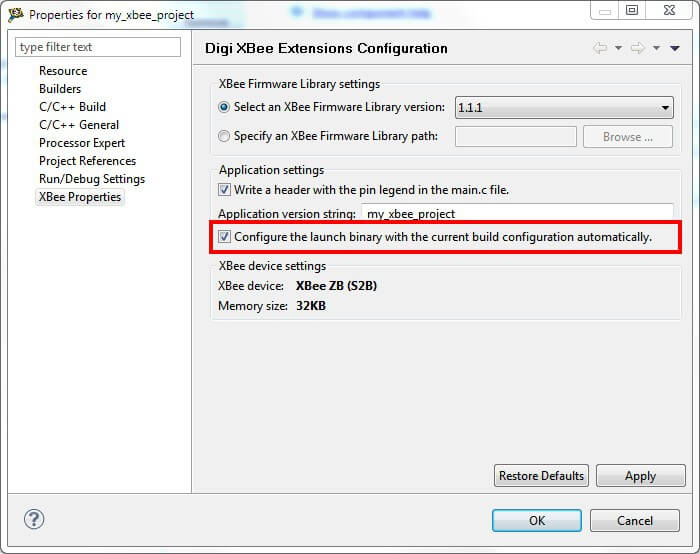 Properties for my_xbee_project
type filter text
Resource
Builders
C/C++ Build
C/C++ General
Processor Expert
Project References
Run/Debug Settings
XBee Properties
Digi XBee Extensions Configuration
XBee Firmware Library settings
Select an XBee Firmware Library version:
1.1.1
Specify an XBee Firmware Library path:
Browse ...
Application settings
Write a header with the pin legend in the main.c file.
Application version string:
my_xbee_project
Configure the launch binary with the current build configuration automatically.
XBee device settings
XBee device:
XBee ZB (S2B)
Memory size:
32KB
Restore Defaults
Apply
?
OK
Cancel